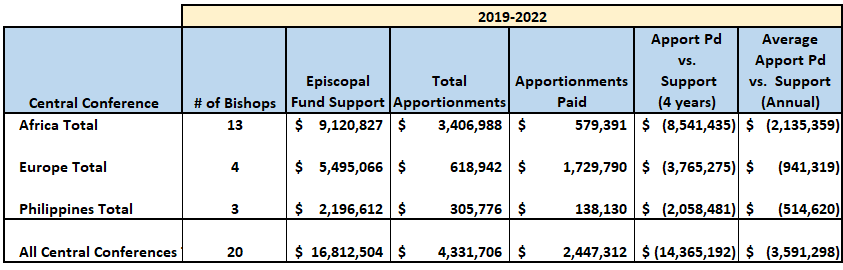 2019-2022
Central Conference # of Bishops Episcopal Fund Support Total Apportionments Apportionments Paid Apport Pd vs. Support (4 years) Average Apport Pd vs. Support (Annual)
Africa Total 13 $ 9,120,827 $ 3,406,988 $ 579,391 $ (8,541,435) $ (2,135,359)
Europe Total 4 $ 5,495,066 $ 618,942 $ 1,729,790 $ (3,765,275) $ (941,319)
Philippines Total 3 $ 2,196,612 $ 305,776 $ 138,130 $ (2,058,481) $ (514,620)
All Central Conferences 20 $ 16,812,504 $ 4,331,706 $ 2,447,312 $ (14,365,192) $ (3,591,298)